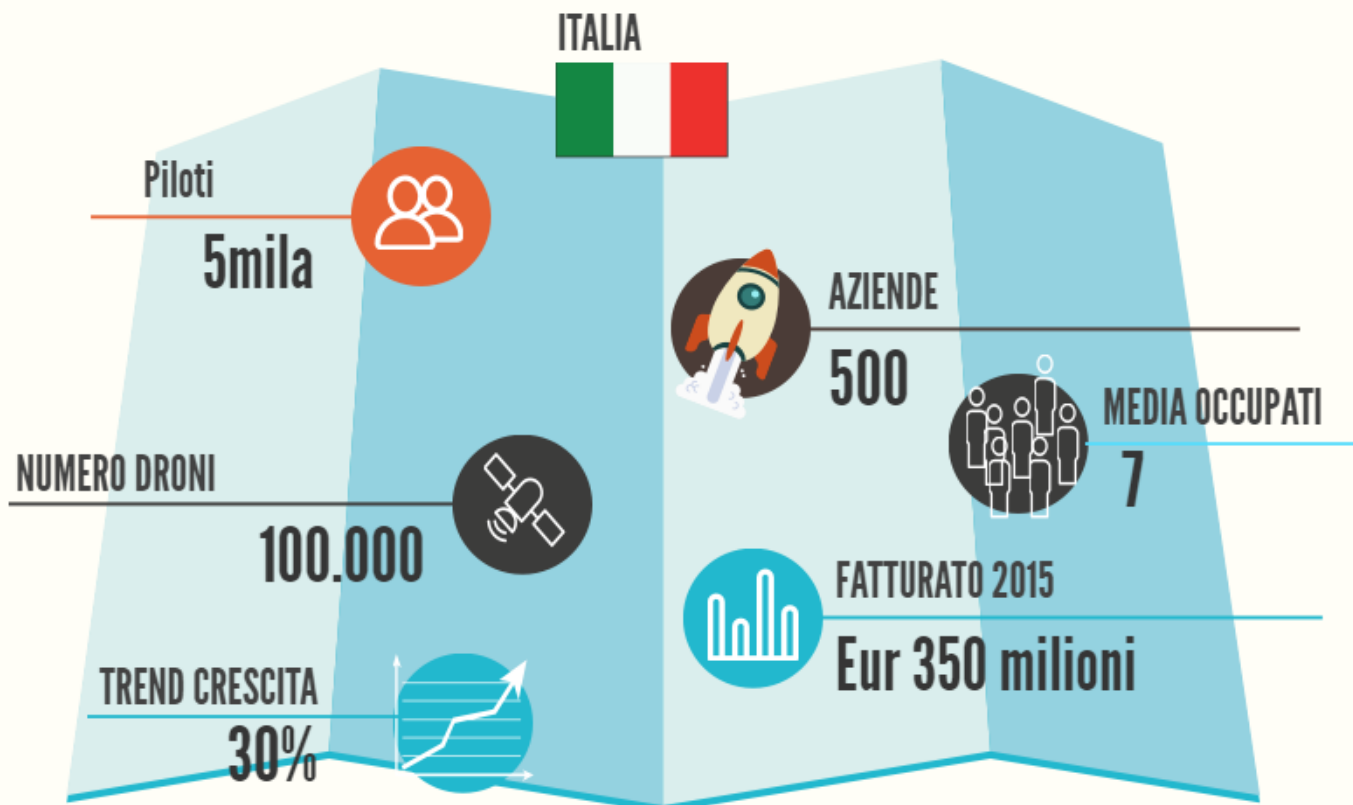 ITALIA
Piloti
5mila
AZIENDE
500
MEDIA OCCUPATI
7
NUMERO DRONI
100.000
FATTURATO 2015
Eur 350 milioni
TREND CRESCITA
30%